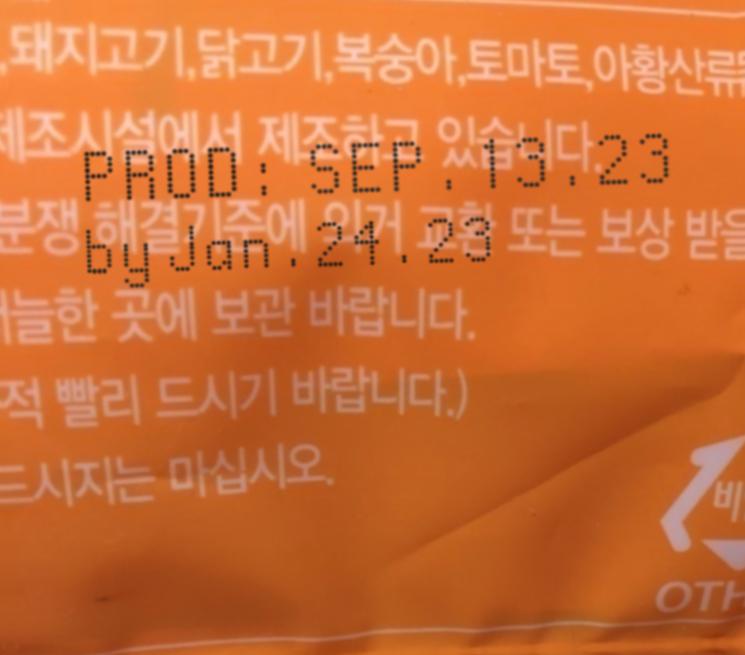 ,돼지고기,닭고기,복숭아,토마토,아황산류
제조시설에서 제조하고 있습니다.
PROD: SEP.13.23
분쟁 해결기준에 의거 교환 또는 보상 받을
by Jan.24.23
서늘한 곳에 보관 바랍니다.
적 빨리 드시기 바랍니다.)
드시지는 마십시오.
비
OTH